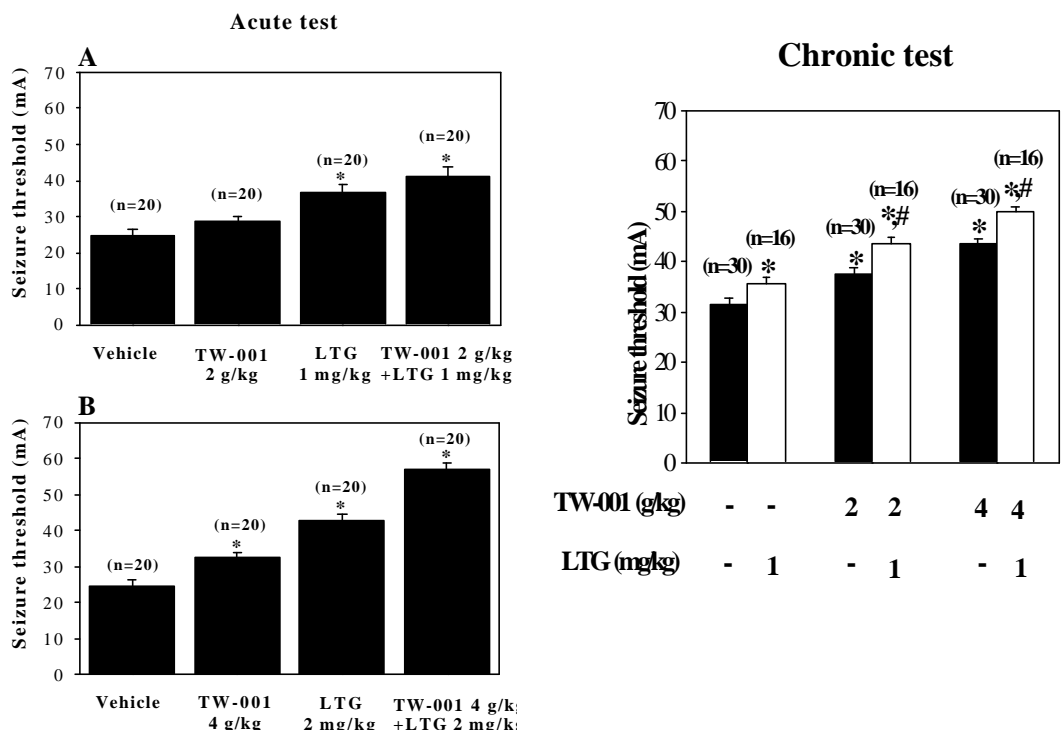 Acute test
A
Seizure threshold (mA)
70
60
50
40
30
20
10
0
(n=20)
(n=20)
(n=20)
*
(n=20)
*
Vehicle TW-001 LTG TW-001 2 g/kg
2 g/kg 1 mg/kg +LTG 1 mg/kg
B
Seizure threshold (mA)
70
60
50
40
30
20
10
0
(n=20)
(n=20)
*
(n=20)
*
(n=20)
*
Vehicle TW-001 LTG TW-001 4 g/kg
4 g/kg 2 mg/kg +LTG 2 mg/kg
Chronic test
Seizure threshold (mA)
70
60
50
40
30
20
10
0
(n=30)
(n=16)
*
(n=30)
*
(n=16)
*,#
(n=30)
*
(n=16)
*,#
TW-001 (g/kg) - - 2 2 4 4
LTG (mg/kg) - 1 - 1 - 1